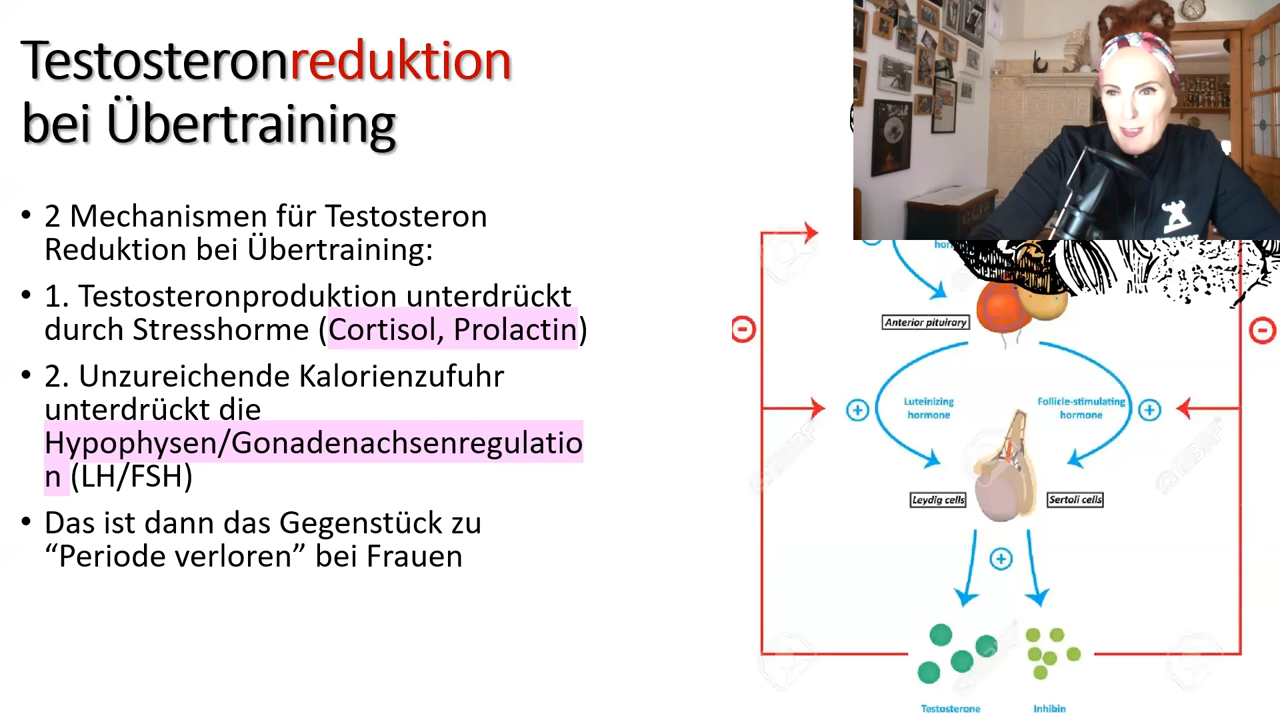 Testosteronreduktion
bei Übertraining
• 2 Mechanismen für Testosteron
Reduktion bei Übertraining:
• 1. Testosteronproduktion unterdrückt
durch Stresshorme (Cortisol, Prolactin)
• 2. Unzureichende Kalorienzufuhr
unterdrückt die
Hypophysen/Gonadenachsenregulatio
n (LH/FSH)
• Das ist dann das Gegenstück zu
“Periode verloren” bei Frauen
Anterior pituirary
Luteinizing
hormone
Follicle-stimulating
hormone
Leydig cells
Sertoli cells
Testosterone
Inhibin